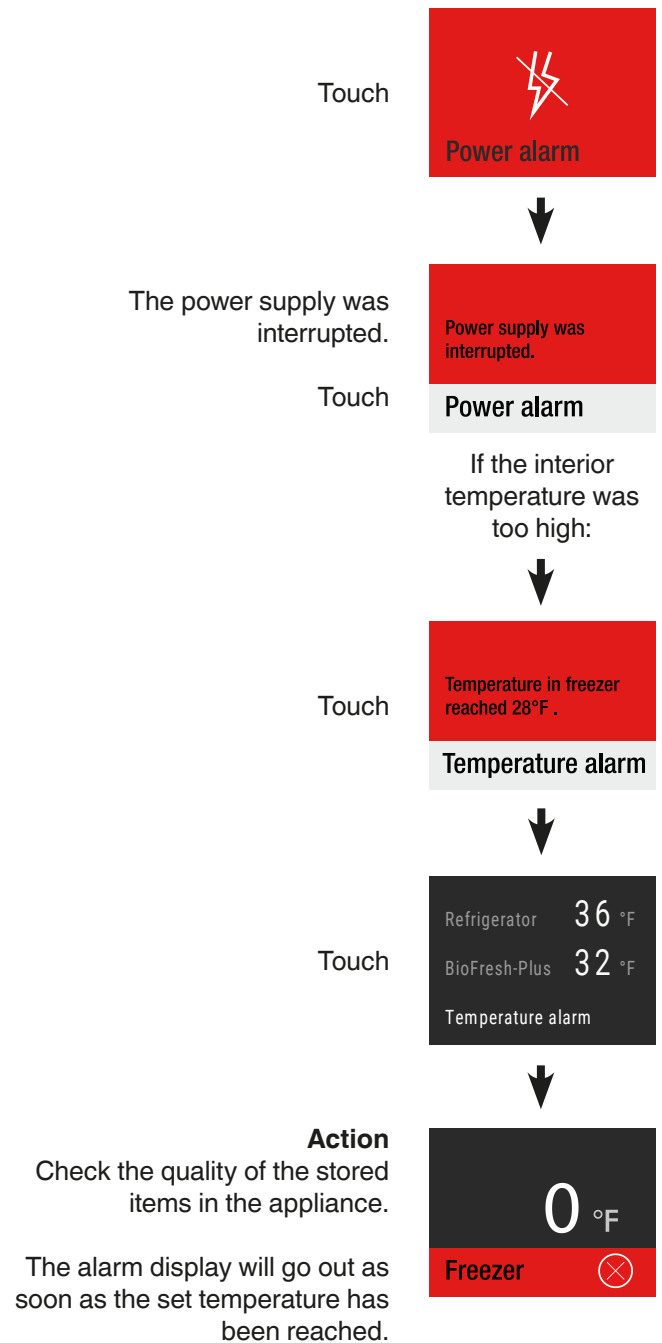 Touch
Power alarm
The power supply was
interrupted.
Power supply was
interrupted.
Touch
Power alarm
If the interior
temperature was
too high:
Touch
Temperature in freezer
reached 28°F .
Temperature alarm
Refrigerator 36 °F
Touch
BioFresh-Plus 32 °F
Temperature alarm
Action
Check the quality of the stored
items in the appliance.
The alarm display will go out as
soon as the set temperature has
been reached.
0 °F
Freezer